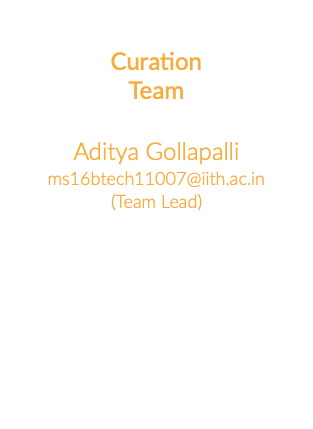 Curation
Team
Aditya Gollapalli
ms16btech11007@iith.ac.in
(Team Lead)